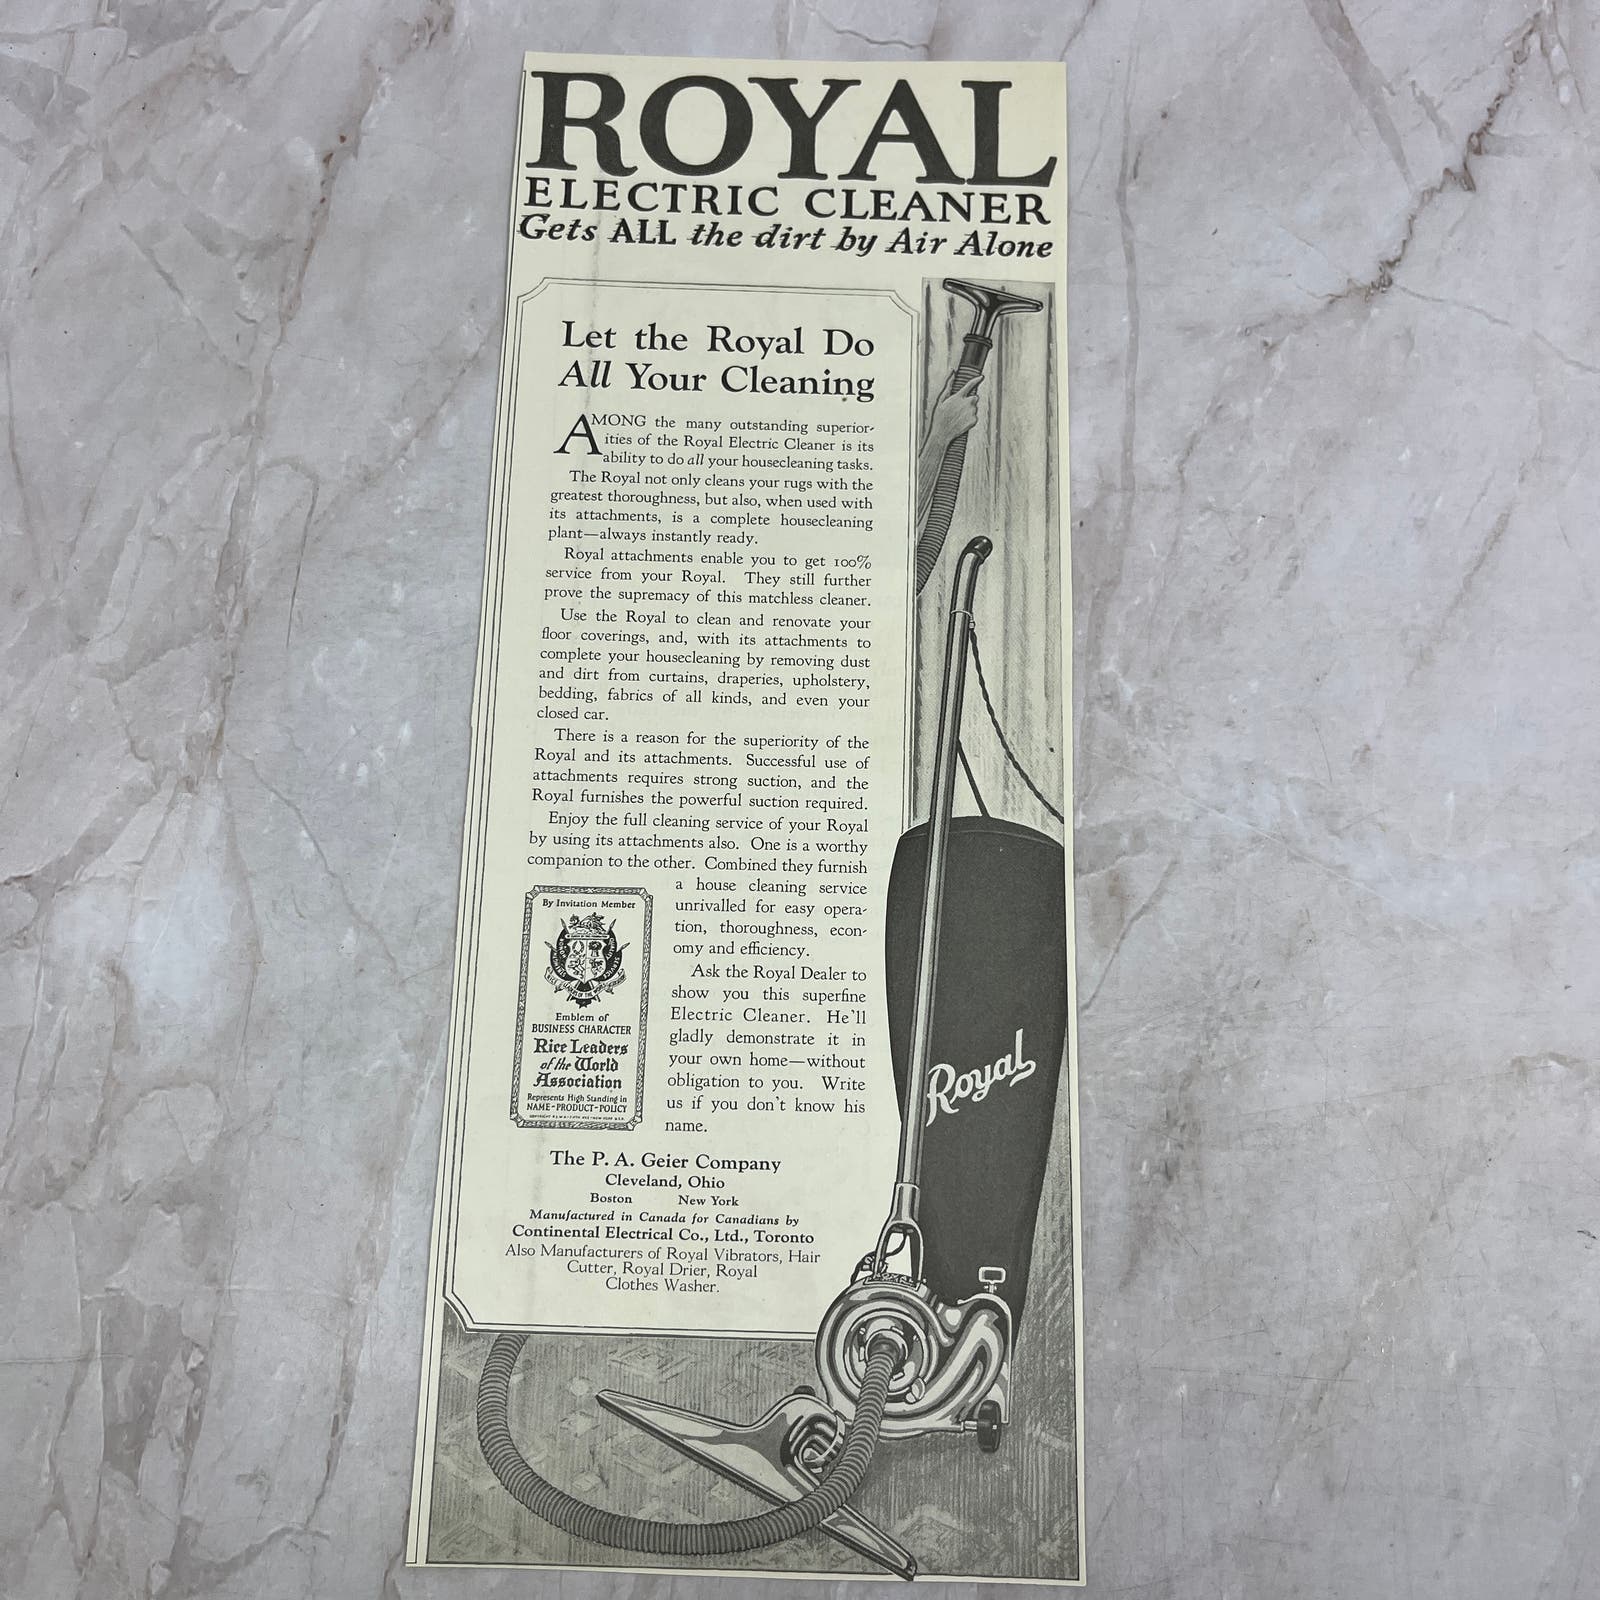 ROYAL
ELECTRIC CLEANER
Gets ALL the dirt by Air Alone
Let the Royal Do
All Your Cleaning
AMONG the many outstanding superior-
ities of the Royal Electric Cleaner is its
ability to do all your housecleaning tasks.
The Royal not only cleans your rugs with the
greatest thoroughness, but also, when used with
its attachments, is a complete housecleaning
plant—always instantly ready.
Royal attachments enable you to get 100%
service from your Royal. They still further
prove the supremacy of this matchless cleaner.
Use the Royal to clean and renovate your
floor coverings, and, with its attachments to
complete your housecleaning by removing dust
and dirt from curtains, draperies, upholstery,
bedding, fabrics of all kinds, and even your
closed car.
There is a reason for the superiority of the
Royal and its attachments. Successful use of
attachments requires strong suction, and the
Royal furnishes the powerful suction required.
Enjoy the full cleaning service of your Royal
by using its attachments also. One is a worthy
companion to the other. Combined they furnish
a house cleaning service
unrivalled for easy opera-
tion, thoroughness, econ-
omy and efficiency.
Ask the Royal Dealer to
show you this superfine
Electric Cleaner. He'll
gladly demonstrate it in
your own home—without
obligation to you. Write
us if you don't know his
name.
By Invitation Member
Emblem of
BUSINESS CHARACTER
Rice Leaders
of the World
Association
Represents High Standing in
NAME-PRODUCT-POLICY
The P. A. Geier Company
Cleveland, Ohio
Boston New York
Manufactured in Canada for Canadians by
Continental Electrical Co., Ltd., Toronto
Also Manufacturers of Royal Vibrators, Hair
Cutter, Royal Drier, Royal
Clothes Washer.
Royal